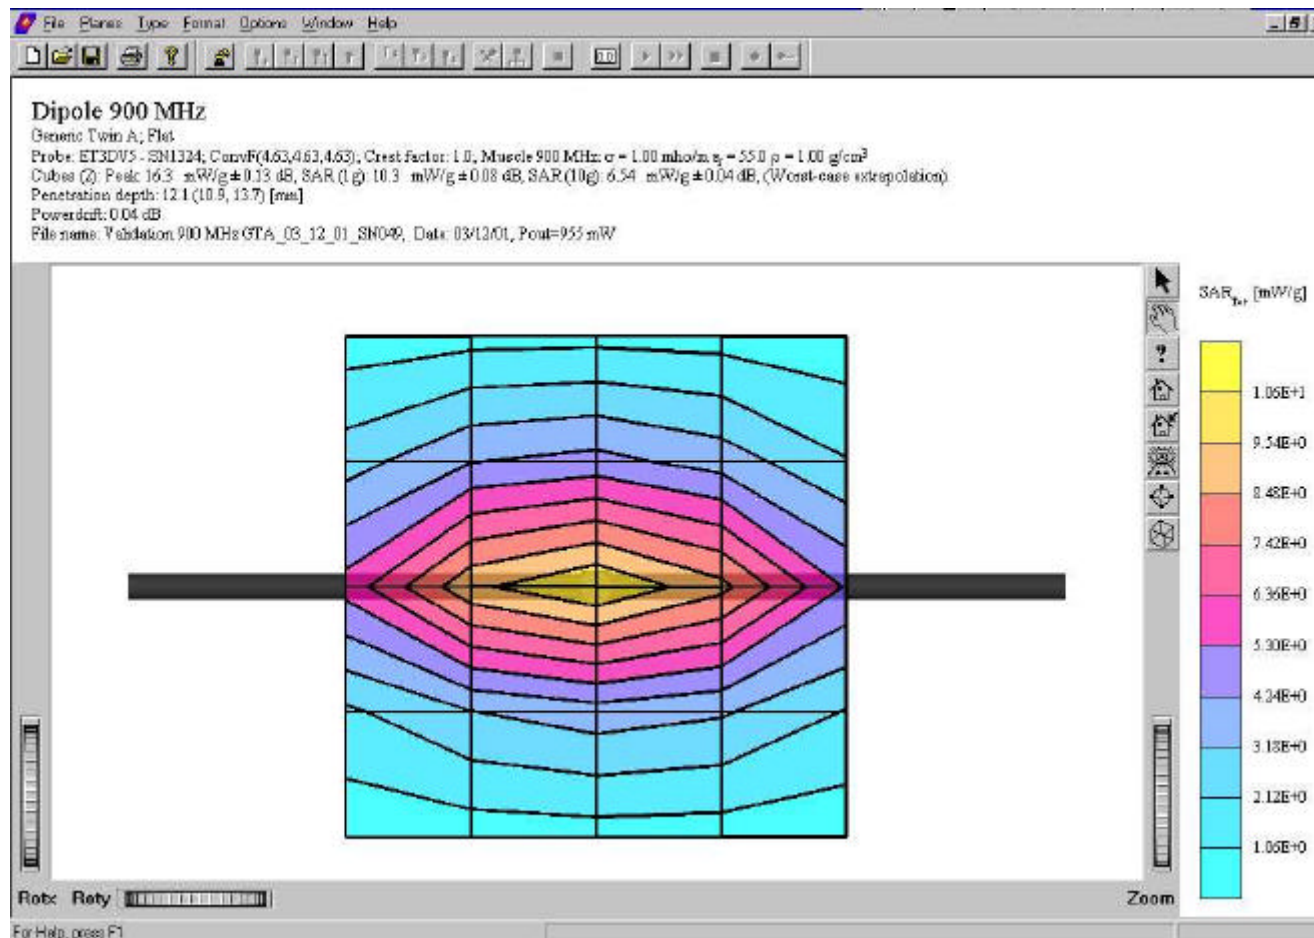 File Planes Type Format Options Window Help
Dipole 900 MHz
Generic Twin A; Flat
Probe: ET3DV5 - SN1324; ConvF(4.63,4.63,4.63); Crest factor: 1.0; Muscle 900 MHz: σ = 1.00 mho/m εr = 55.0 ρ = 1.00 g/cm³
Cubes (2): Peak: 16.3 mW/g ± 0.13 dB, SAR (1g): 10.3 mW/g ± 0.08 dB, SAR (10g): 6.54 mW/g ± 0.04 dB, (Worst-case extrapolation)
Penetration depth: 12.1 (10.9, 13.7) [mm]
Powerdrift: 0.04 dB
File name: Validation 900 MHz GTA_03_12_01_SN049, Data: 03/12/01, Pout=955 mW
SARTot [mW/g]
1.06E+1
9.54E+0
8.48E+0
7.42E+0
6.36E+0
5.30E+0
4.24E+0
3.18E+0
2.12E+0
1.06E+0
Rotx Roty
Zoom
For Help, press F1